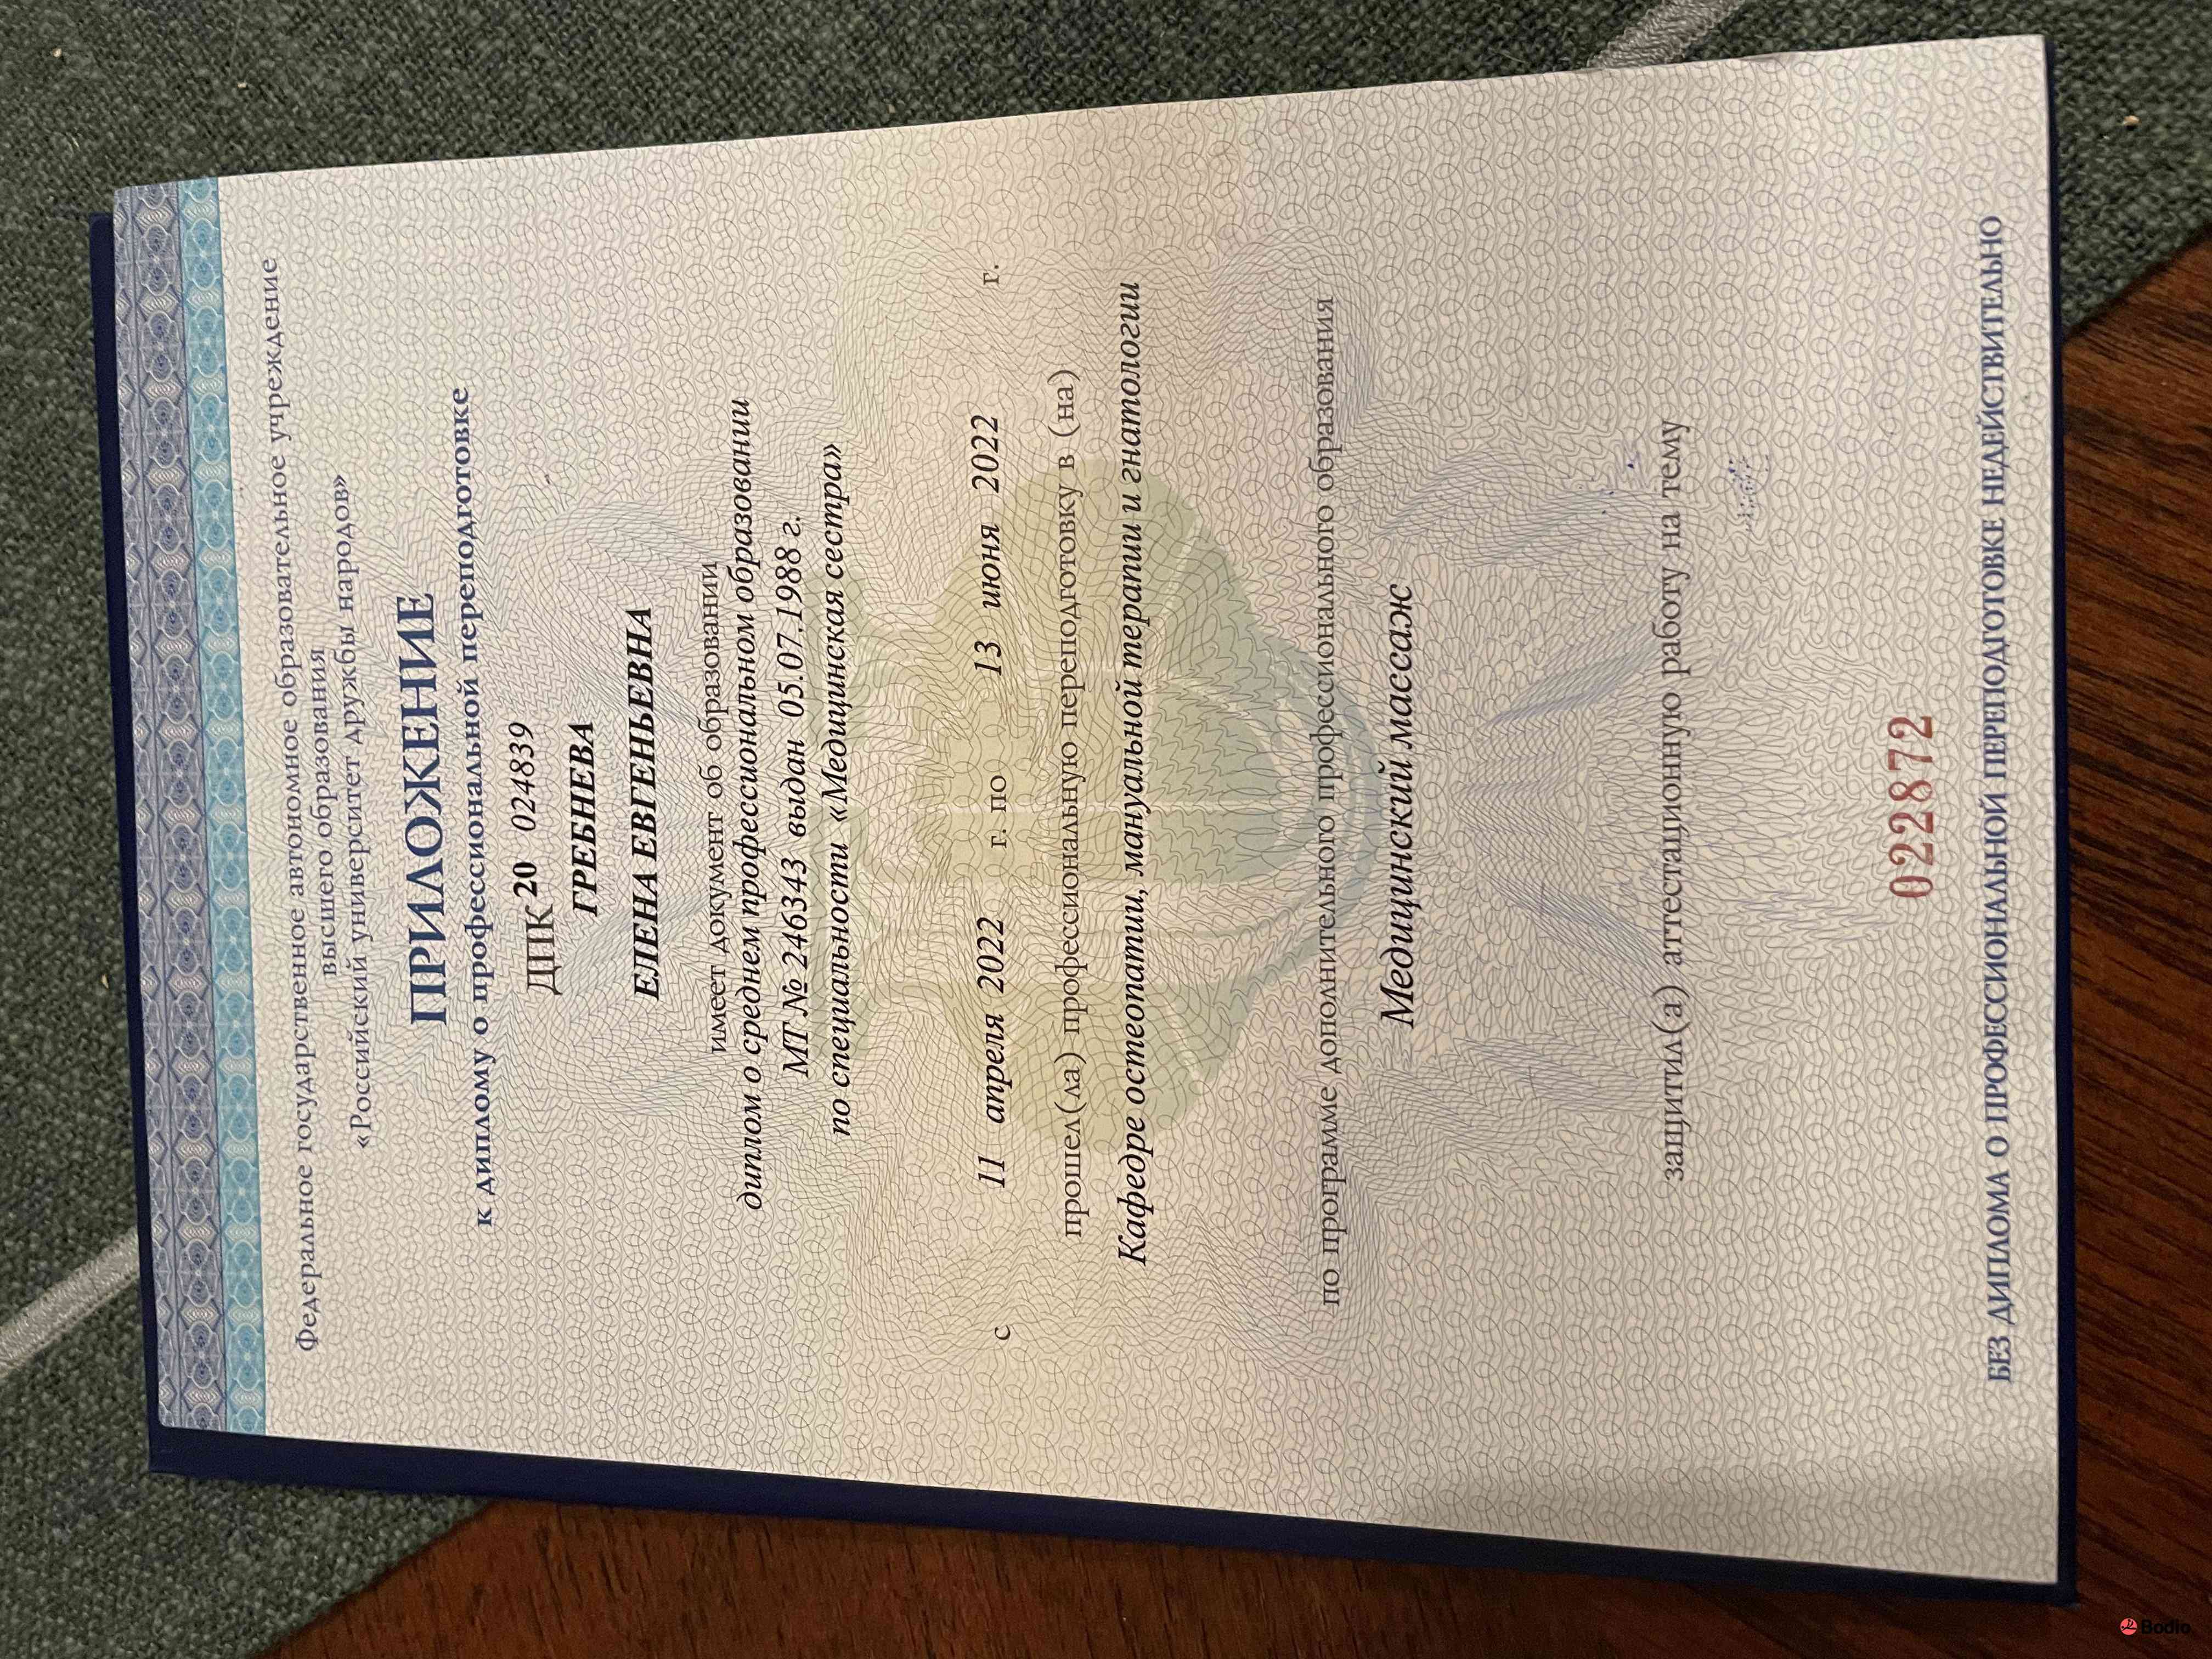 Федеральное государственное автономное образовательное учреждение
высшего образования
«Российский университет дружбы народов»
ПРИЛОЖЕНИЕ
к диплому о профессиональной переподготовке
ДПК 20 024839
ГРЕБНЕВА
ЕЛЕНА ЕВГЕНЬЕВНА
имеет документ об образовании
диплом о среднем профессиональном образовании
МТ № 246343 выдан 05.07.1988 г.
по специальности «Медицинская сестра»
с 11 апреля 2022 г. по 13 июня 2022 г.
прошел(ла) профессиональную переподготовку в (на)
Кафедре остеопатии, мануальной терапии и гнатологии
по программе дополнительного профессионального образования
Медицинский массаж
защитил(а) аттестационную работу на тему
022872
БЕЗ ДИПЛОМА О ПРОФЕССИОНАЛЬНОЙ ПЕРЕПОДГОТОВКЕ НЕДЕЙСТВИТЕЛЬНО
Bodio